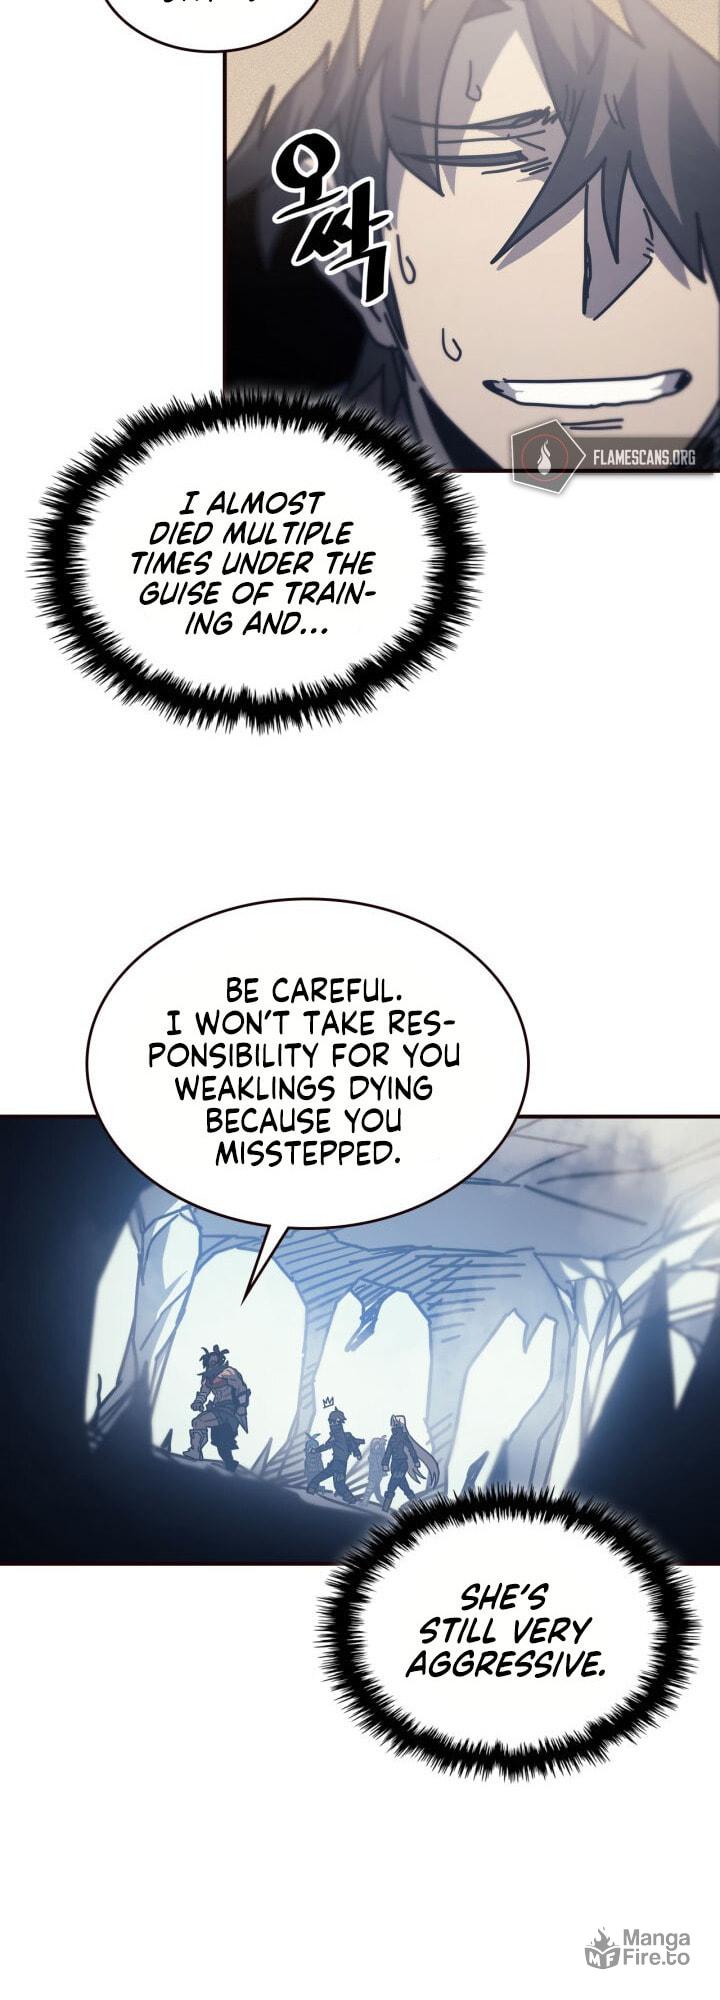 오싹
FLAMESCANS.ORG
I ALMOST
DIED MULTIPLE
TIMES UNDER THE
GUISE OF TRAIN-
ING AND...
BE CAREFUL.
I WON'T TAKE RES-
PONSIBILITY FOR YOU
WEAKLINGS DYING
BECAUSE YOU
MISSTEPPED.
SHE'S
STILL VERY
AGGRESSIVE.
Manga
MF Fire.to